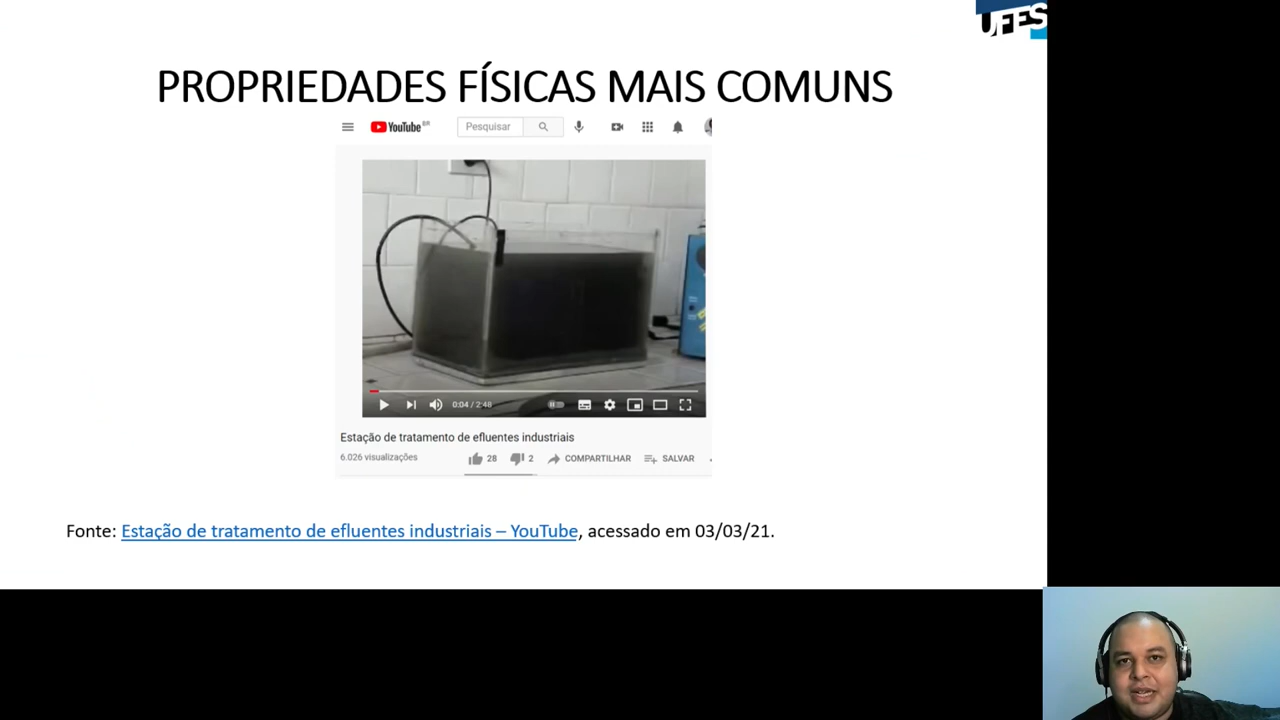 UFES
PROPRIEDADES FÍSICAS MAIS COMUNS
YouTube BR
Pesquisar
0:04 / 2:48
Estação de tratamento de efluentes industriais
6.026 visualizações
28 2 COMPARTILHAR SALVAR
Fonte: Estação de tratamento de efluentes industriais – YouTube, acessado em 03/03/21.